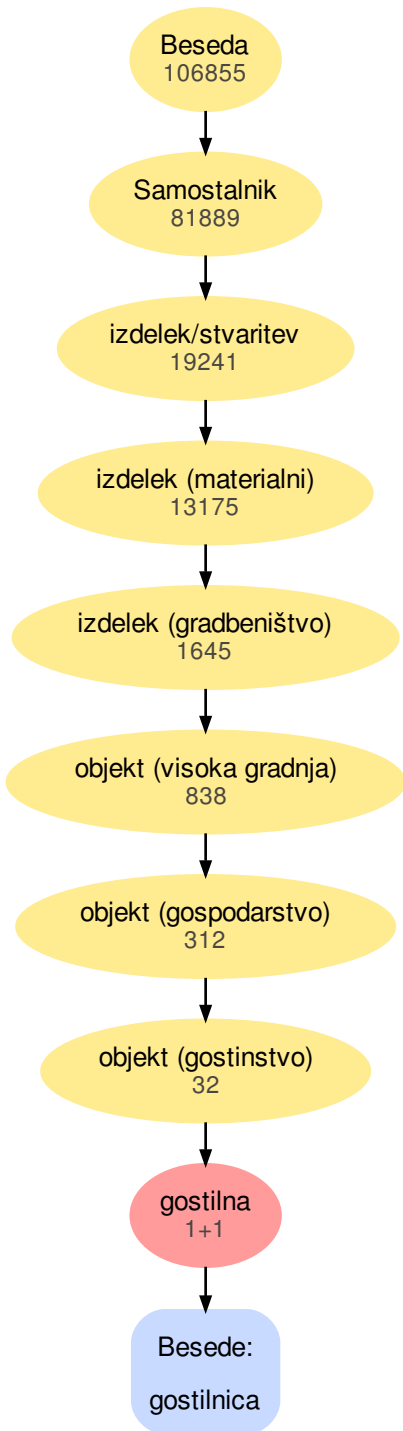 Beseda
106855
Samostalnik
81889
izdelek/stvaritev
19241
izdelek (materialni)
13175
izdelek (gradbeništvo)
1645
objekt (visoka gradnja)
838
objekt (gospodarstvo)
312
objekt (gostinstvo)
32
gostilna
1+1
Besede:
gostilnica